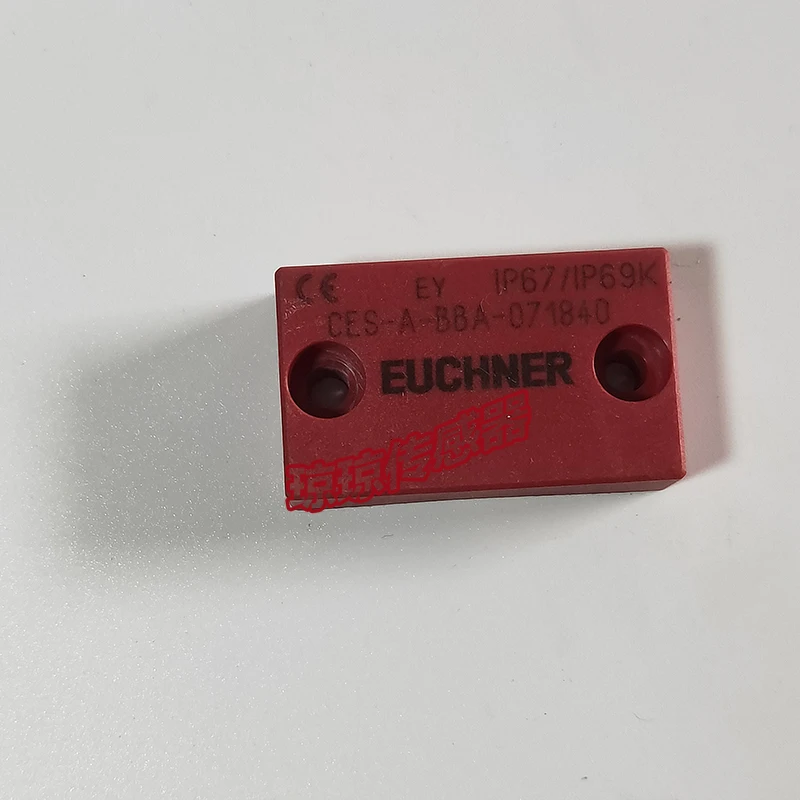 CE EY IP67/IP69K
CES-A-BBA-071840
EUCHNER
琼琼传感器